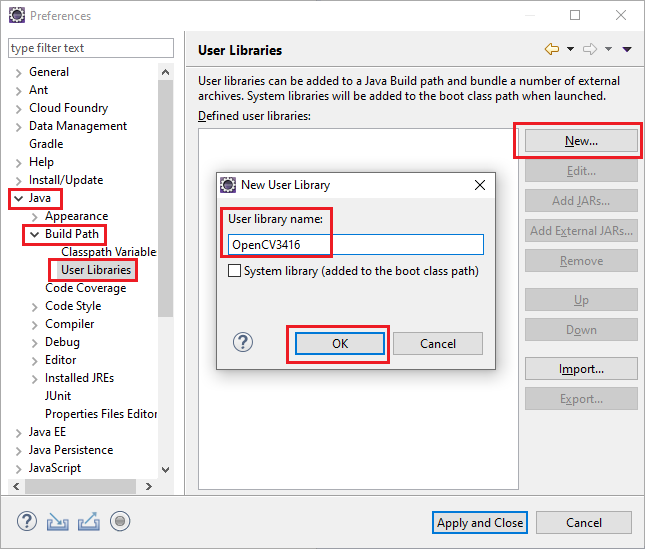 Preferences
type filter text
General
Ant
Cloud Foundry
Data Management
Gradle
Help
Install/Update
Java
Appearance
Build Path
Classpath Variable
User Libraries
Code Coverage
Code Style
Compiler
Debug
Editor
Installed JREs
JUnit
Properties Files Editor
Java EE
Java Persistence
JavaScript
User Libraries
User libraries can be added to a Java Build path and bundle a number of external
archives. System libraries will be added to the boot class path when launched.
Defined user libraries:
New...
Edit...
Add JARs...
Add External JARs...
Remove
Up
Down
Import...
Export...
New User Library
User library name:
OpenCV3416
System library (added to the boot class path)
?
OK
Cancel
?
Apply and Close
Cancel